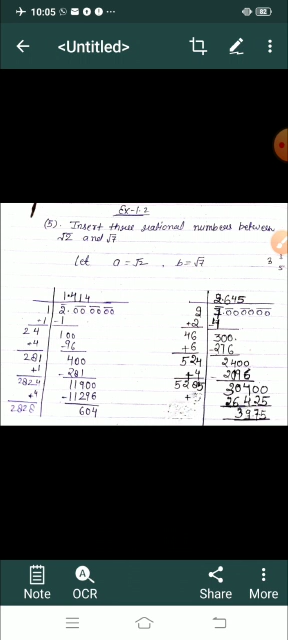 10:05
82
<Untitled>
Ex-1.2
(5). Insert three rational numbers between
√2 and √7
Let a = √2 , b = √7
1.414
1 2.00 00 00
+1 -1
24 100
+4 -96
281 400
+1 -281
2824 11900
+4 -11296
2828 604
2.645
2 7.000000
+2 4
46 300
+6 276
524 2400
+4 2096
5285 30400
26425
3975
Note
OCR
Share
More